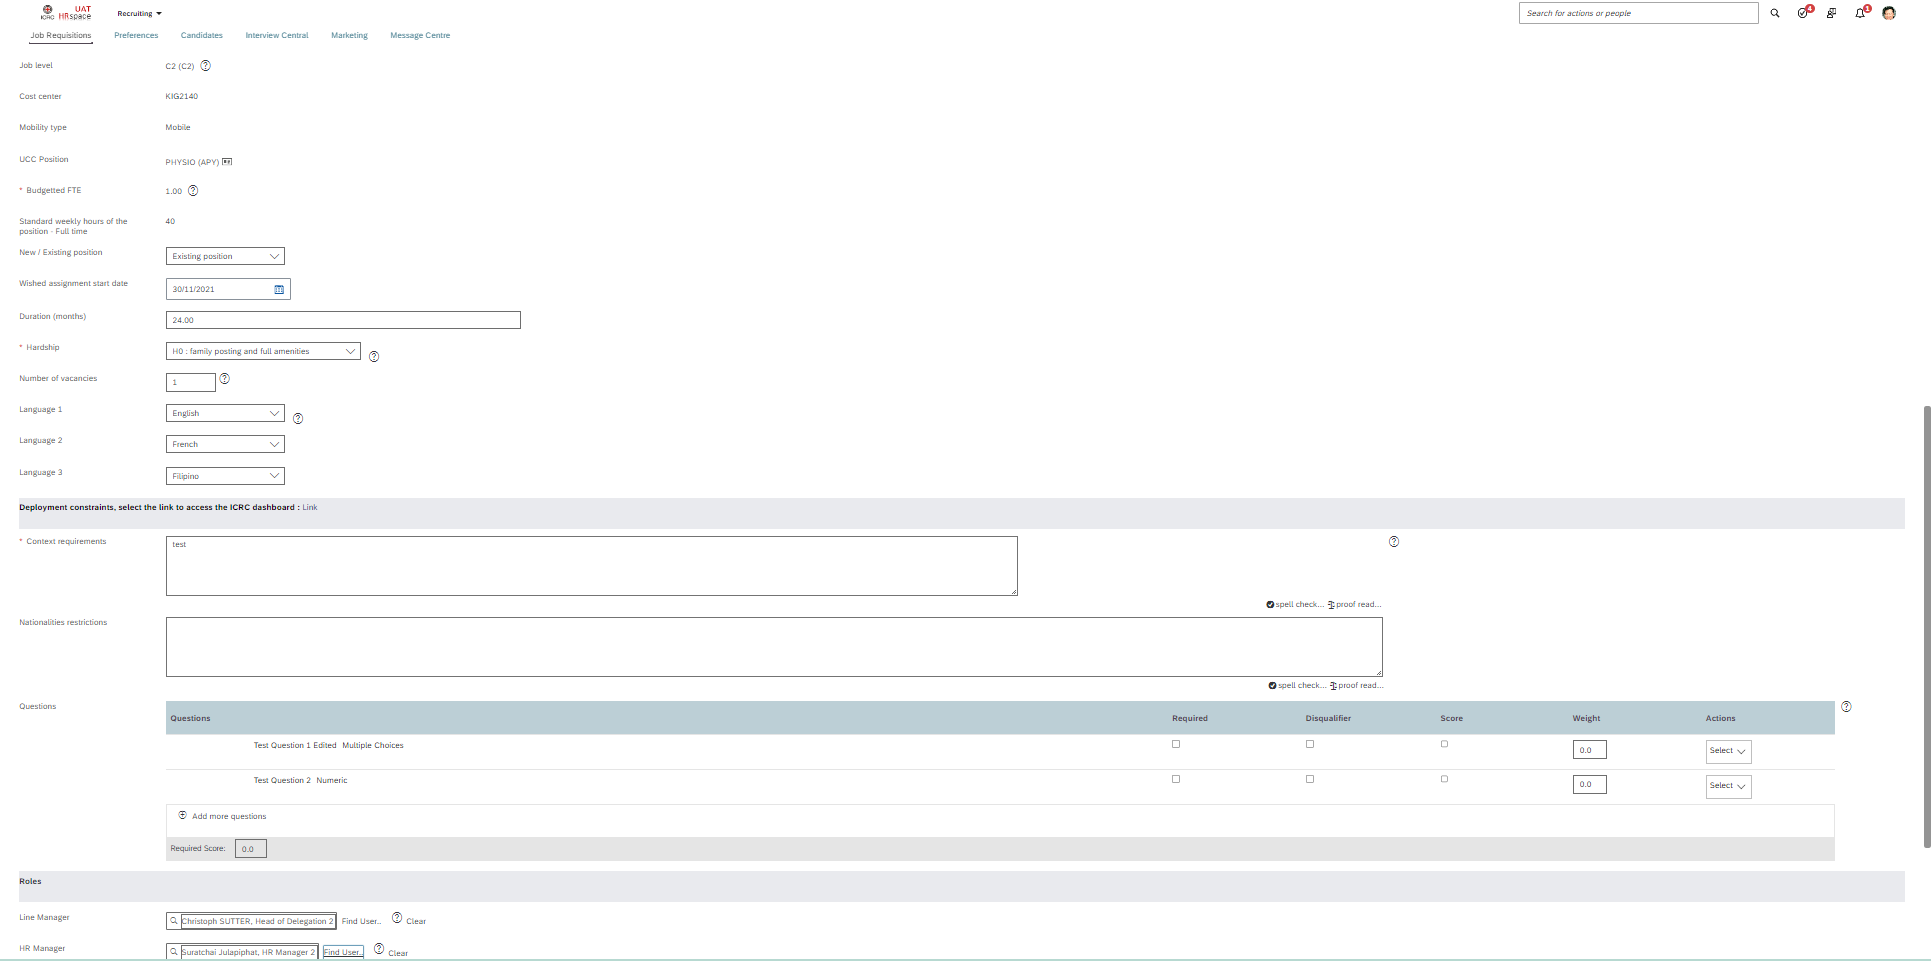 ICRC
UAT
HRspace
Recruiting
Search for actions or people
4
1
Job Requisitions Preferences Candidates Interview Central Marketing Message Centre
Job level C2 (C2) ?
Cost center KIG2140
Mobility type Mobile
UCC Position PHYSIO (APY)
* Budgetted FTE 1.00 ?
Standard weekly hours of the 40
position - Full time
New / Existing position Existing position
Wished assignment start date 30/11/2021
Duration (months) 24.00
* Hardship H0 : family posting and full amenities ?
Number of vacancies 1 ?
Language 1 English ?
Language 2 French
Language 3 Filipino
Deployment constraints, select the link to access the ICRC dashboard : Link
* Context requirements test ?
spell check... proof read...
Nationalities restrictions
spell check... proof read...
Questions ?
Questions Required Disqualifier Score Weight Actions
Test Question 1 Edited Multiple Choices 0.0 Select
Test Question 2 Numeric 0.0 Select
Add more questions
Required Score: 0.0
Roles
Line Manager Christoph SUTTER, Head of Delegation 2 Find User.. ? Clear
HR Manager Suratchai Julapiphat, HR Manager 2 Find User.. ? Clear